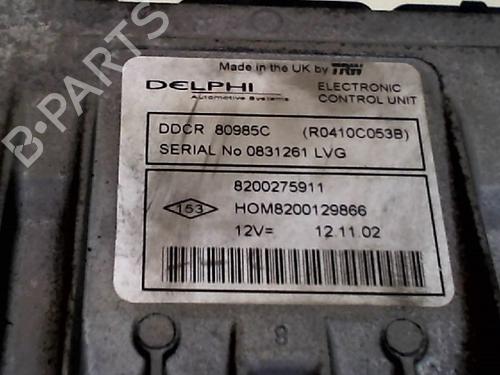 Made in the UK by TRW
DELPHI
Automotive Systems
ELECTRONIC
CONTROL UNIT
DDCR 80985C (R0410C053B)
SERIAL No 0831261 LVG
8200275911
153
HOM8200129866
12V= 12.11.02
8
B-PARTS